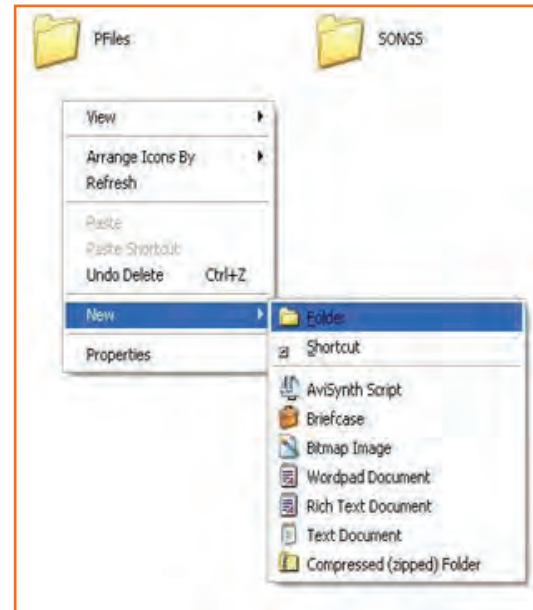 PFiles
SONGS
View
Arrange Icons By
Refresh
Paste
Paste Shortcut
Undo Delete Ctrl+Z
New
Properties
Folder
Shortcut
AviSynth Script
Briefcase
Bitmap Image
Wordpad Document
Rich Text Document
Text Document
Compressed (zipped) Folder